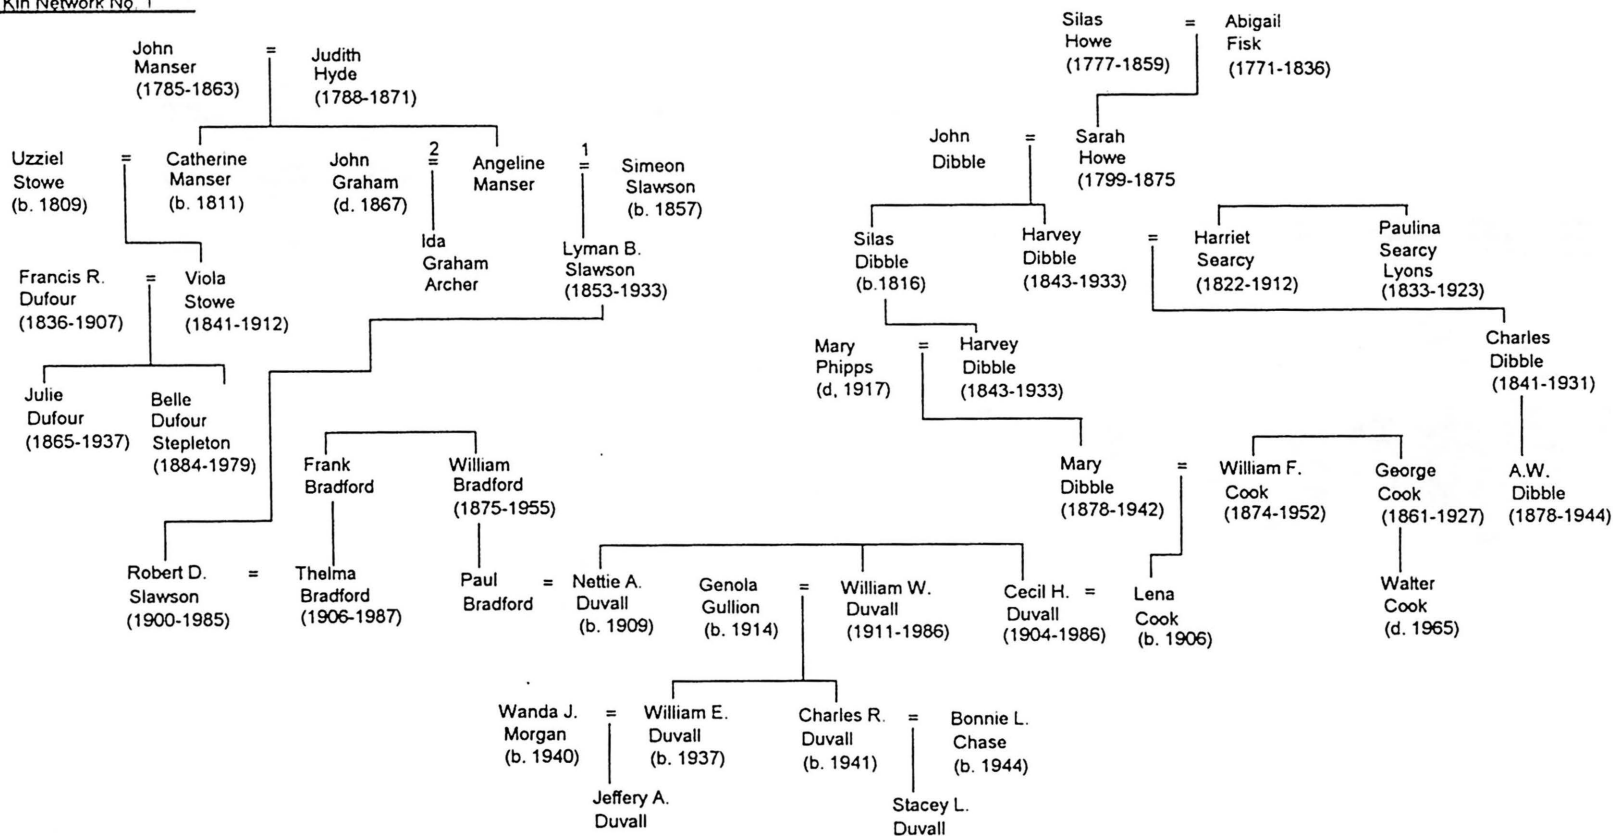 Kin Network No. 1
John
Manser
(1785-1863)
=
Judith
Hyde
(1788-1871)
Silas
Howe
(1777-1859)
=
Abigail
Fisk
(1771-1836)
Uzziel
Stowe
(b. 1809)
=
Catherine
Manser
(b. 1811)
John
Graham
(d. 1867)
2
=
Angeline
Manser
1
=
Simeon
Slawson
(b. 1857)
John
Dibble
=
Sarah
Howe
(1799-1875
Ida
Graham
Archer
Lyman B.
Slawson
(1853-1933)
Silas
Dibble
(b.1816)
Harvey
Dibble
(1843-1933)
=
Harriet
Searcy
(1822-1912)
Paulina
Searcy
Lyons
(1833-1923)
Francis R.
Dufour
(1836-1907)
=
Viola
Stowe
(1841-1912)
Mary
Phipps
(d, 1917)
=
Harvey
Dibble
(1843-1933)
Charles
Dibble
(1841-1931)
Julie
Dufour
(1865-1937)
Belle
Dufour
Stepleton
(1884-1979)
Frank
Bradford
William
Bradford
(1875-1955)
Mary
Dibble
(1878-1942)
=
William F.
Cook
(1874-1952)
George
Cook
(1861-1927)
A.W.
Dibble
(1878-1944)
Robert D.
Slawson
(1900-1985)
=
Thelma
Bradford
(1906-1987)
Paul
Bradford
=
Nettie A.
Duvall
(b. 1909)
Genola
Gullion
(b. 1914)
=
William W.
Duvall
(1911-1986)
Cecil H.
Duvall
(1904-1986)
=
Lena
Cook
(b. 1906)
Walter
Cook
(d. 1965)
Wanda J.
Morgan
(b. 1940)
=
William E.
Duvall
(b. 1937)
Charles R.
Duvall
(b. 1941)
=
Bonnie L.
Chase
(b. 1944)
Jeffery A.
Duvall
Stacey L.
Duvall